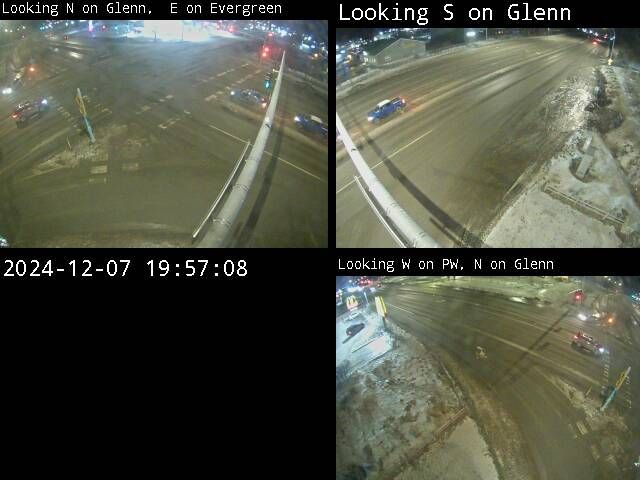 Looking N on Glenn,  E on Evergreen
Looking S on Glenn
2024-12-07 19:57:08
Looking W on PW, N on Glenn